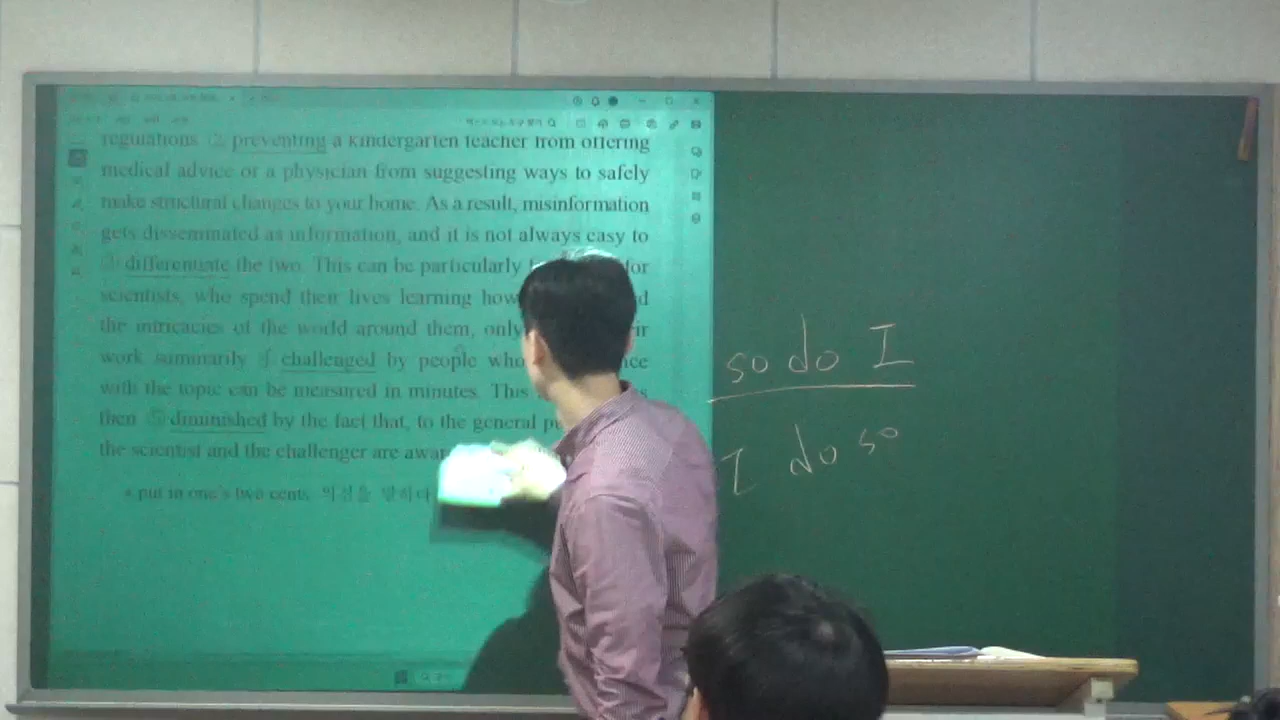 regulations ② preventing a kindergarten teacher from offering
medical advice or a physician from suggesting ways to safely
make structural changes to your home. As a result, misinformation
gets disseminated as information, and it is not always easy to
③ differentiate the two. This can be particularly for
scientists, who spend their lives learning how
the intricacies of the world around them, only
work summarily ④ challenged by people who
with the topic can be measured in minutes. This
then ⑤ diminished by the fact that, to the general
the scientist and the challenger are
* put in one's two cents 의견을 말하다
so do I
I do so